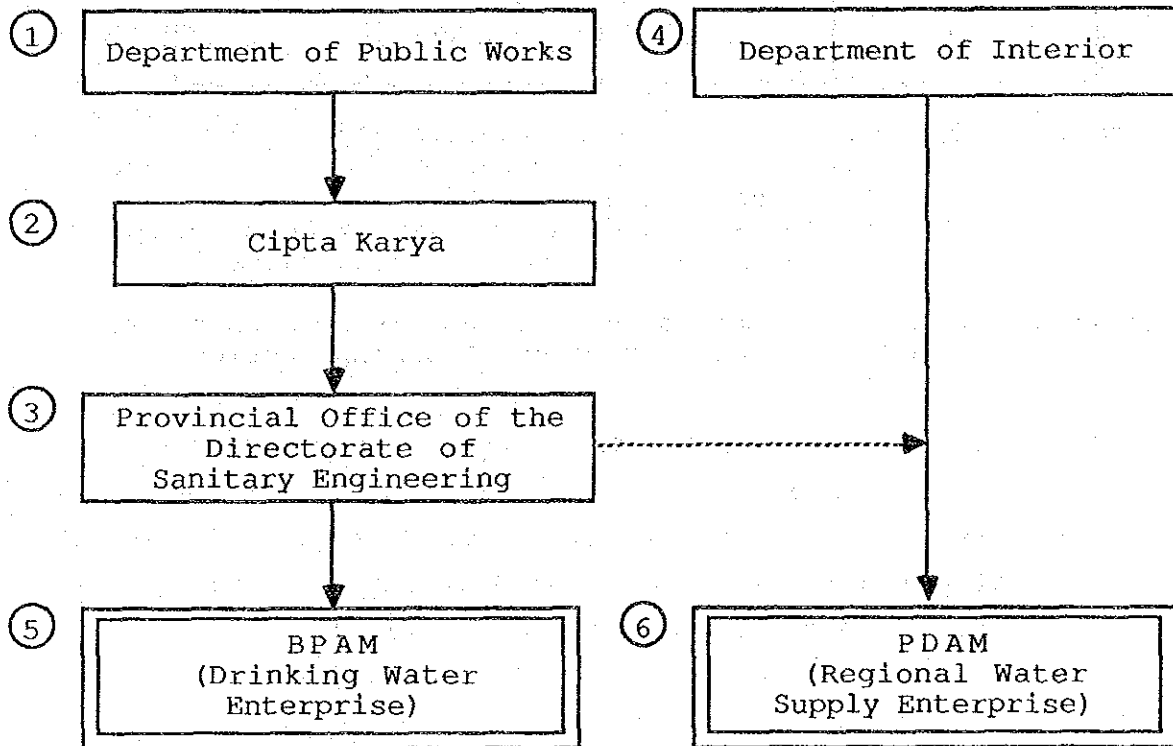 1
Department of Public Works
4
Department of Interior
2
Cipta Karya
3
Provincial Office of the
Directorate of
Sanitary Engineering
5
BPAM
(Drinking Water
Enterprise)
6
PDAM
(Regional Water
Supply Enterprise)